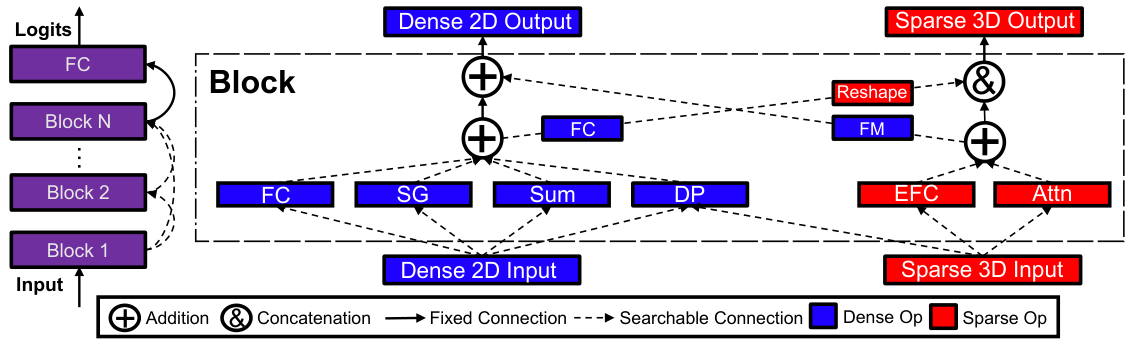 Logits
FC
Block N
Block 2
Block 1
Input
Dense 2D Output
Sparse 3D Output
Block
+
&
Reshape
FC
FM
+
+
FC
SG
Sum
DP
EFC
Attn
Dense 2D Input
Sparse 3D Input
+ Addition & Concatenation Fixed Connection Searchable Connection Dense Op Sparse Op